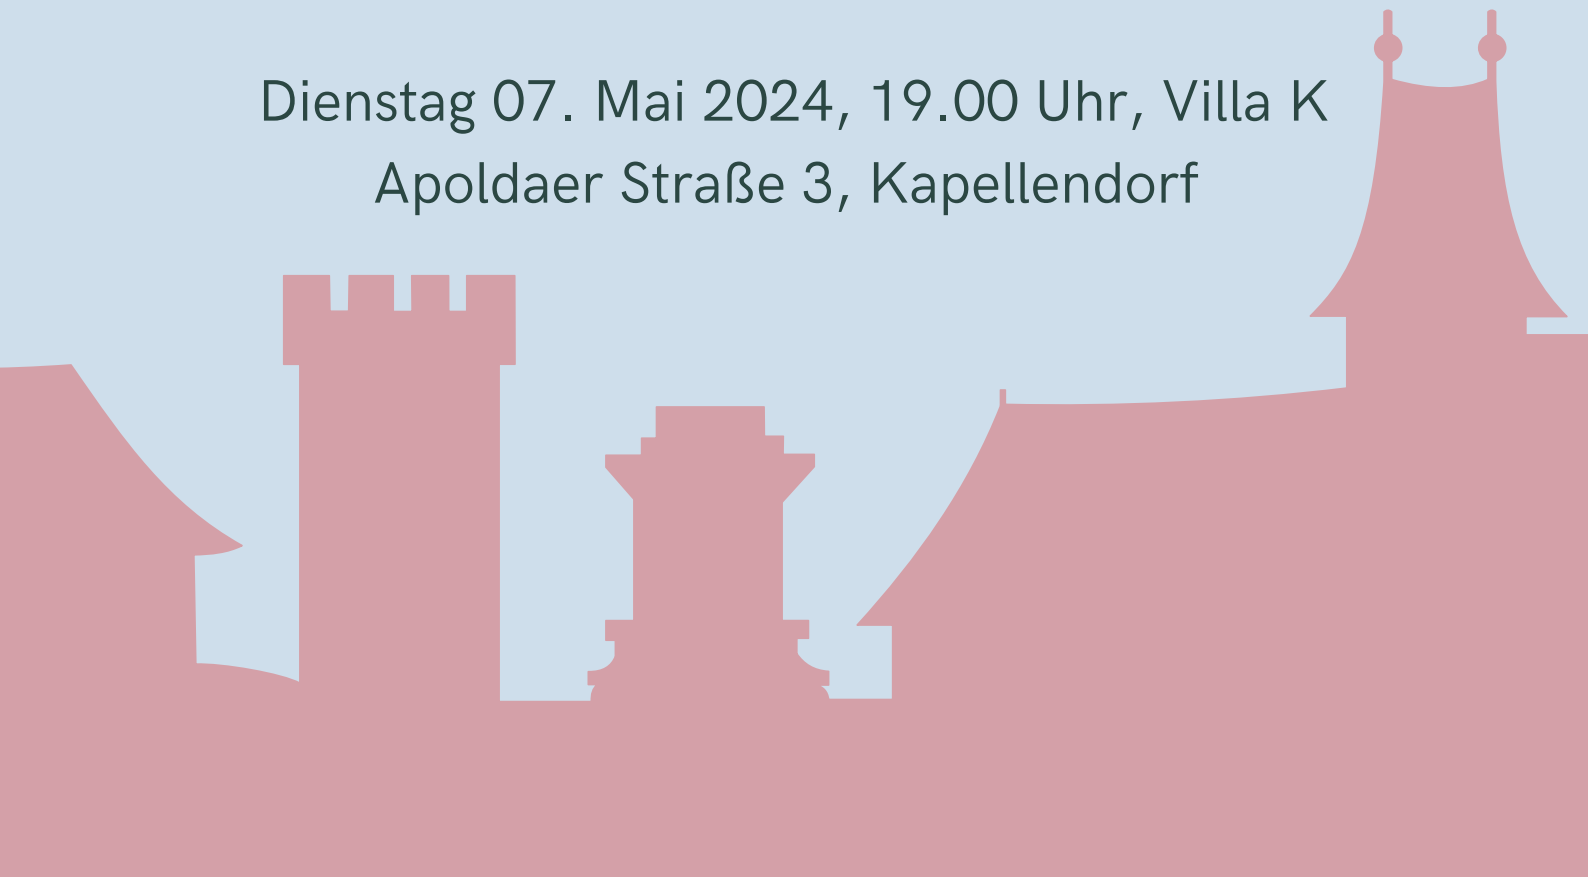 Dienstag 07. Mai 2024, 19.00 Uhr, Villa K
Apoldaer Straße 3, Kapellendorf